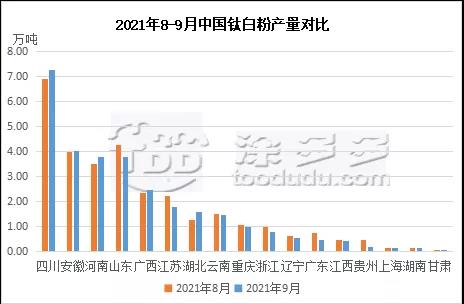 2021年8-9月中国钛白粉产量对比
万吨
8.00
7.00
6.00
5.00
4.00
3.00
2.00
1.00
0.00
TDD 涂多多
toodudu.com
四川 安徽 河南 山东 广西 江苏 湖北 云南 重庆 浙江 辽宁 广东 江西 贵州 上海 湖南 甘肃
2021年8月 2021年9月